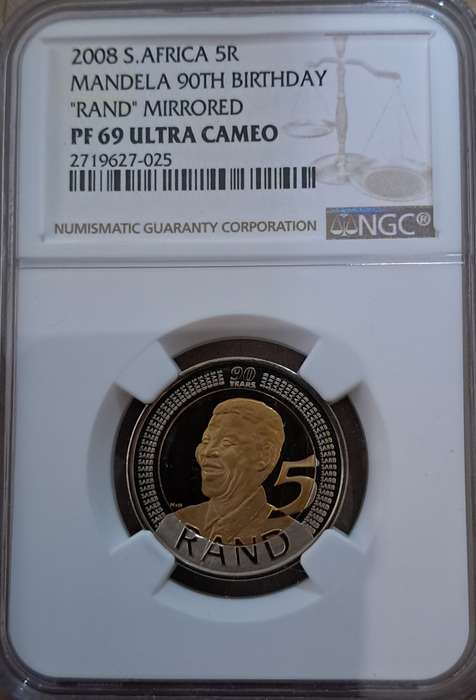 2008 S.AFRICA 5R
MANDELA 90TH BIRTHDAY
"RAND" MIRRORED
PF 69 ULTRA CAMEO
2719627-025
NUMISMATIC GUARANTY CORPORATION
NGC®
90
YEARS
5
RAND